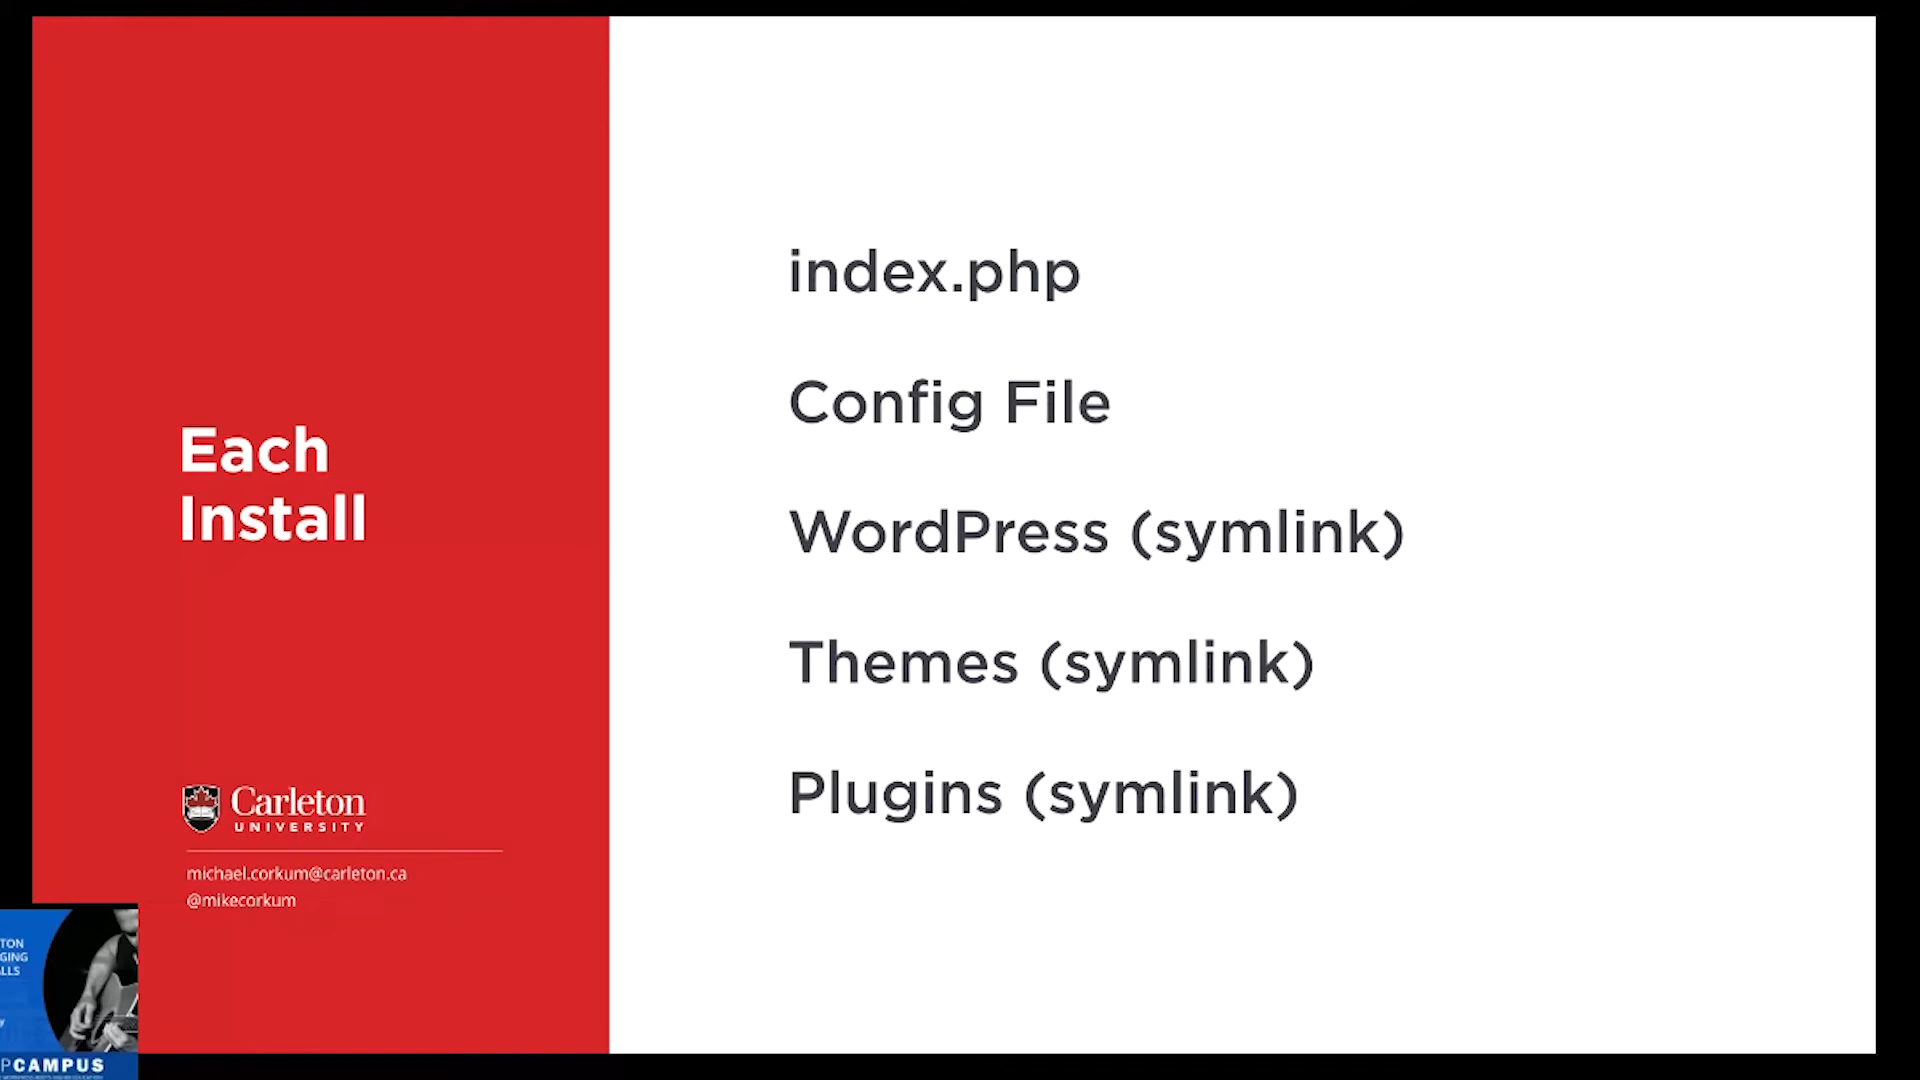 Each
Install
index.php
Config File
WordPress (symlink)
Themes (symlink)
Plugins (symlink)
Carleton
UNIVERSITY
michael.corkum@carleton.ca
@mikecorkum
TON
GING
LLS
PCAMPUS